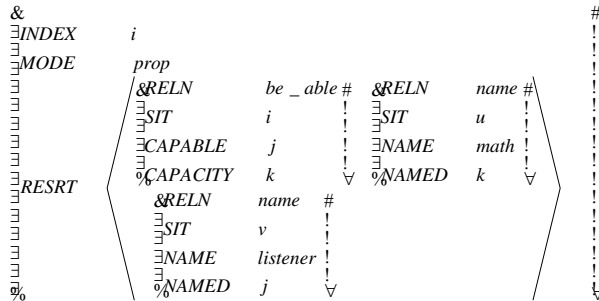 & #
∃INDEX i !
∃MODE prop !
&RELN be _ able # &RELN name #
∃SIT i ! ∃SIT u !
∃CAPABLE j ! ∃NAME math !
%CAPACITY k ∀ %NAMED k ∀
∃RESRT
&RELN name #
∃SIT v !
∃NAME listener !
%NAMED j ∀
% ∀